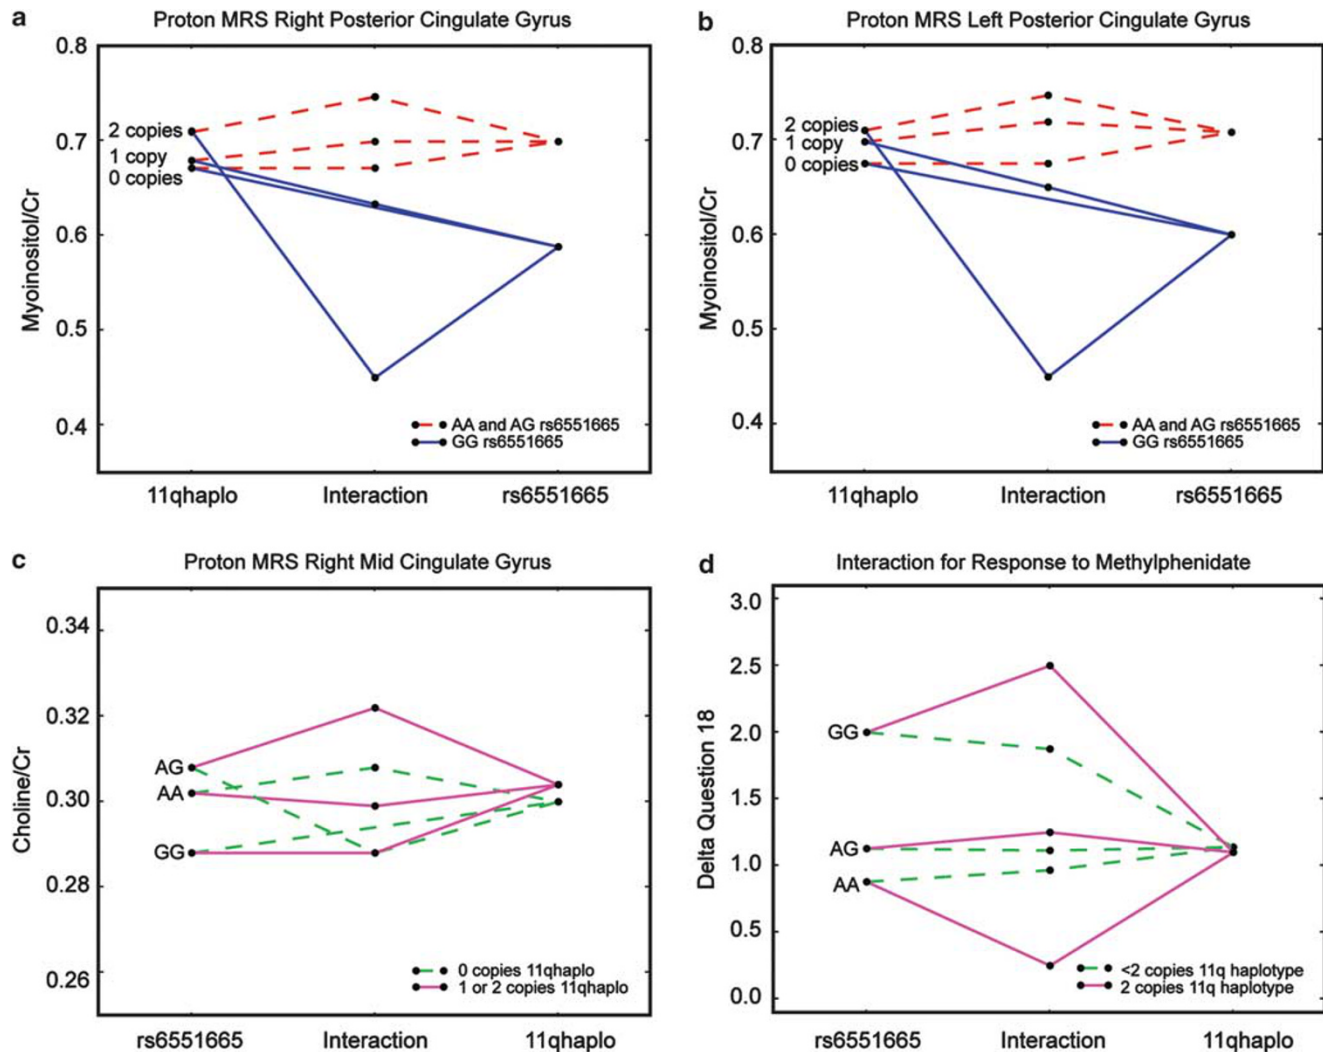 a
Proton MRS Right Posterior Cingulate Gyrus
0.8
0.7
0.6
0.5
0.4
Myoinositol/Cr
2 copies
1 copy
0 copies
AA and AG rs6551665
GG rs6551665
11qhaplo Interaction rs6551665
b
Proton MRS Left Posterior Cingulate Gyrus
0.8
0.7
0.6
0.5
0.4
Myoinositol/Cr
2 copies
1 copy
0 copies
AA and AG rs6551665
GG rs6551665
11qhaplo Interaction rs6551665
c
Proton MRS Right Mid Cingulate Gyrus
0.34
0.32
0.30
0.28
0.26
Choline/Cr
AG
AA
GG
0 copies 11qhaplo
1 or 2 copies 11qhaplo
rs6551665 Interaction 11qhaplo
d
Interaction for Response to Methylphenidate
3.0
2.5
2.0
1.5
1.0
0.5
0.0
Delta Question 18
GG
AG
AA
<2 copies 11q haplotype
2 copies 11q haplotype
rs6551665 Interaction 11qhaplo